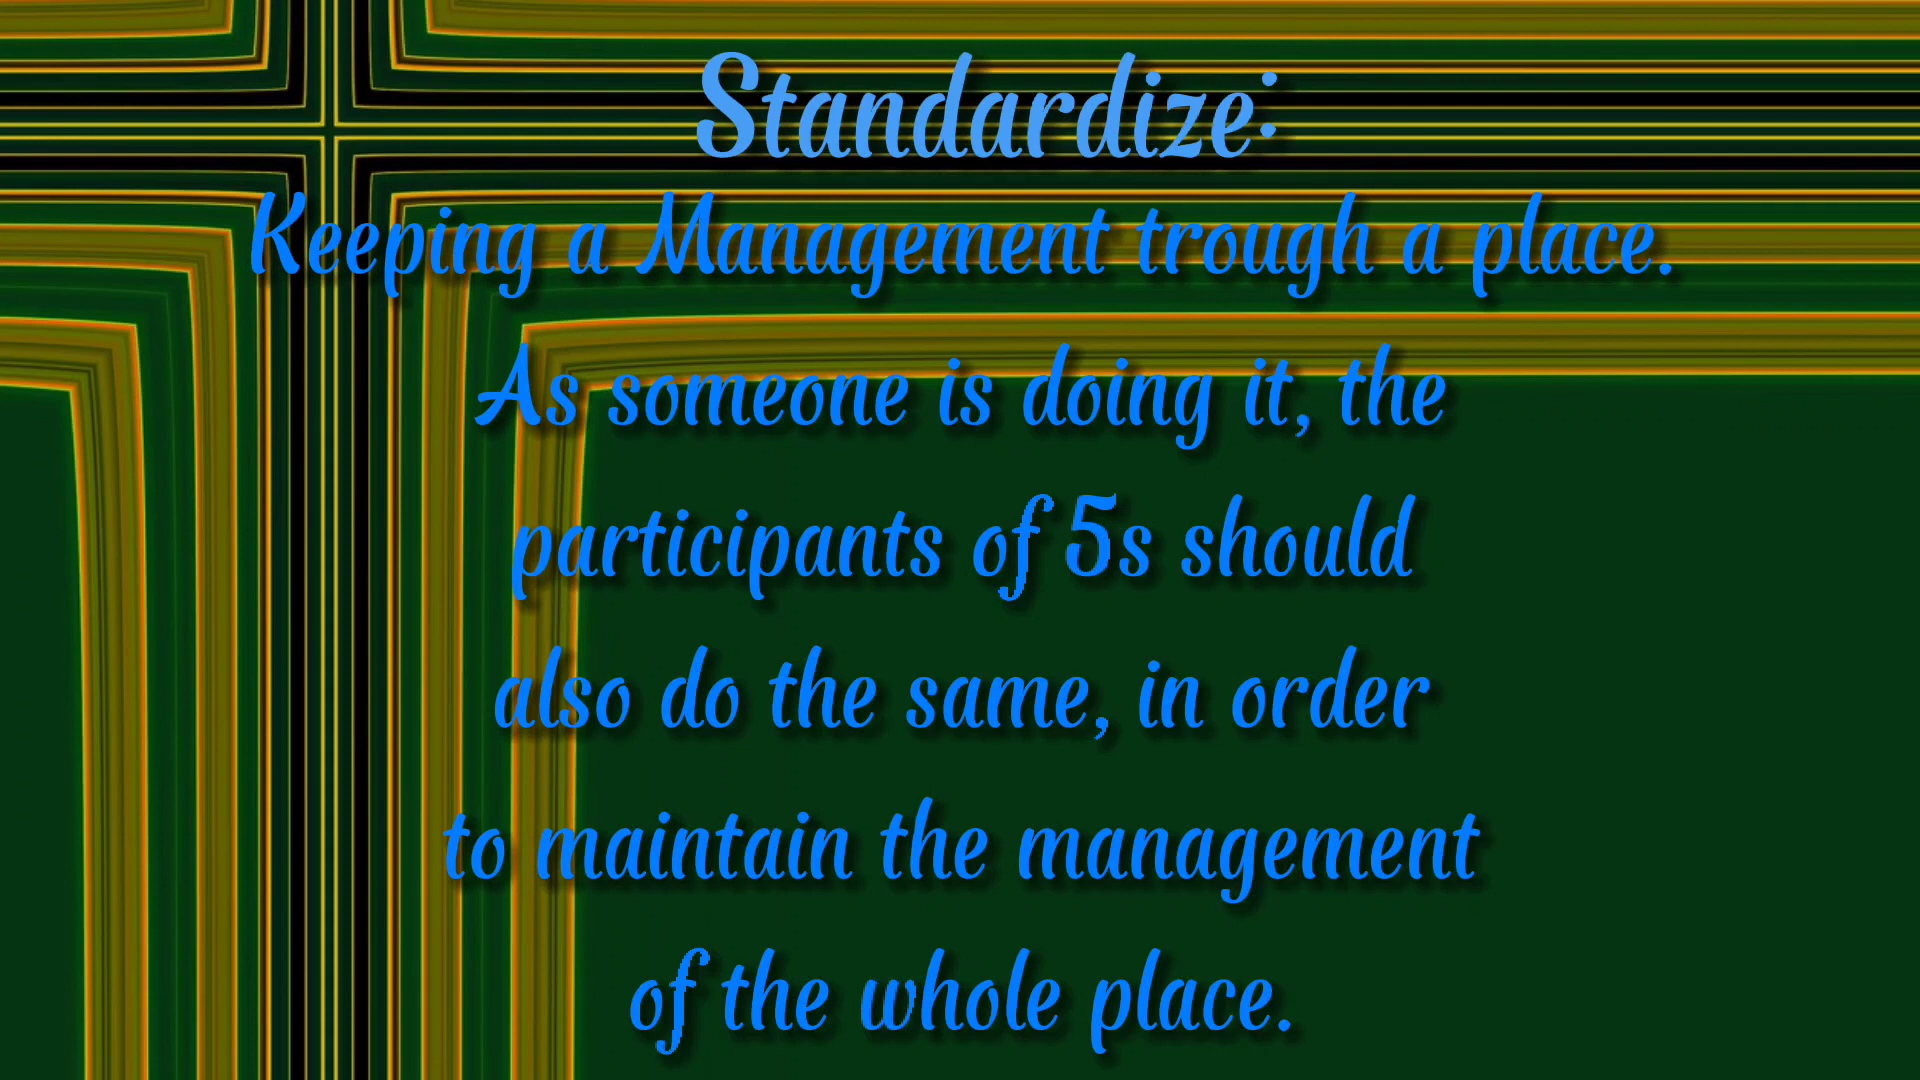 Standardize:
Keeping a Management trough a place.
As someone is doing it, the
participants of 5s should
also do the same, in order
to maintain the management
of the whole place.